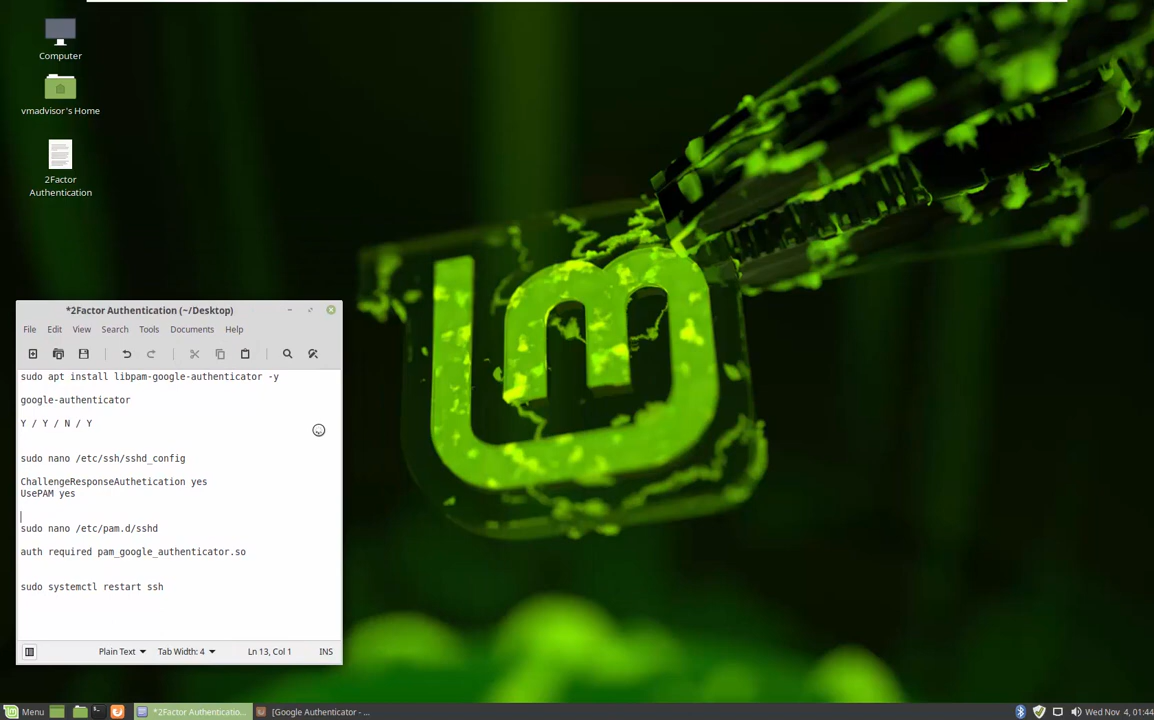 Computer
vmadvisor's Home
2Factor
Authentication
*2Factor Authentication (~/Desktop)
File Edit View Search Tools Documents Help
sudo apt install libpam-google-authenticator -y
google-authenticator
Y / Y / N / Y
sudo nano /etc/ssh/sshd_config
ChallengeResponseAuthetication yes
UsePAM yes
sudo nano /etc/pam.d/sshd
auth required pam_google_authenticator.so
sudo systemctl restart ssh
Plain Text Tab Width: 4 Ln 13, Col 1 INS
Menu *2Factor Authenticatio... [Google Authenticator - ... Wed Nov 4, 01:44